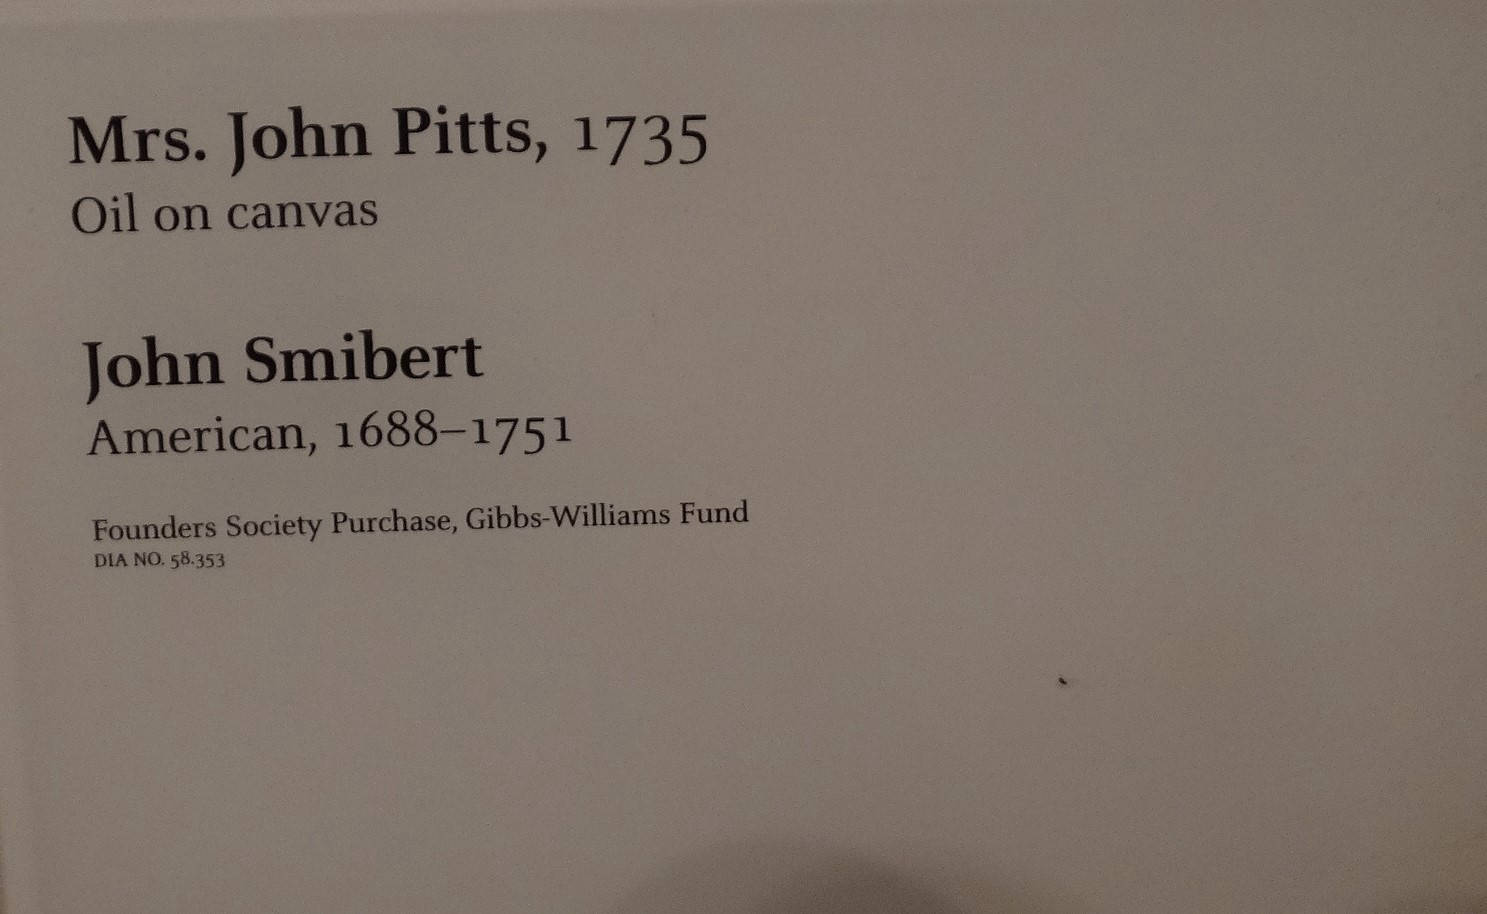 Mrs. John Pitts, 1735
Oil on canvas
John Smibert
American, 1688–1751
Founders Society Purchase, Gibbs-Williams Fund
DIA NO. 58.353